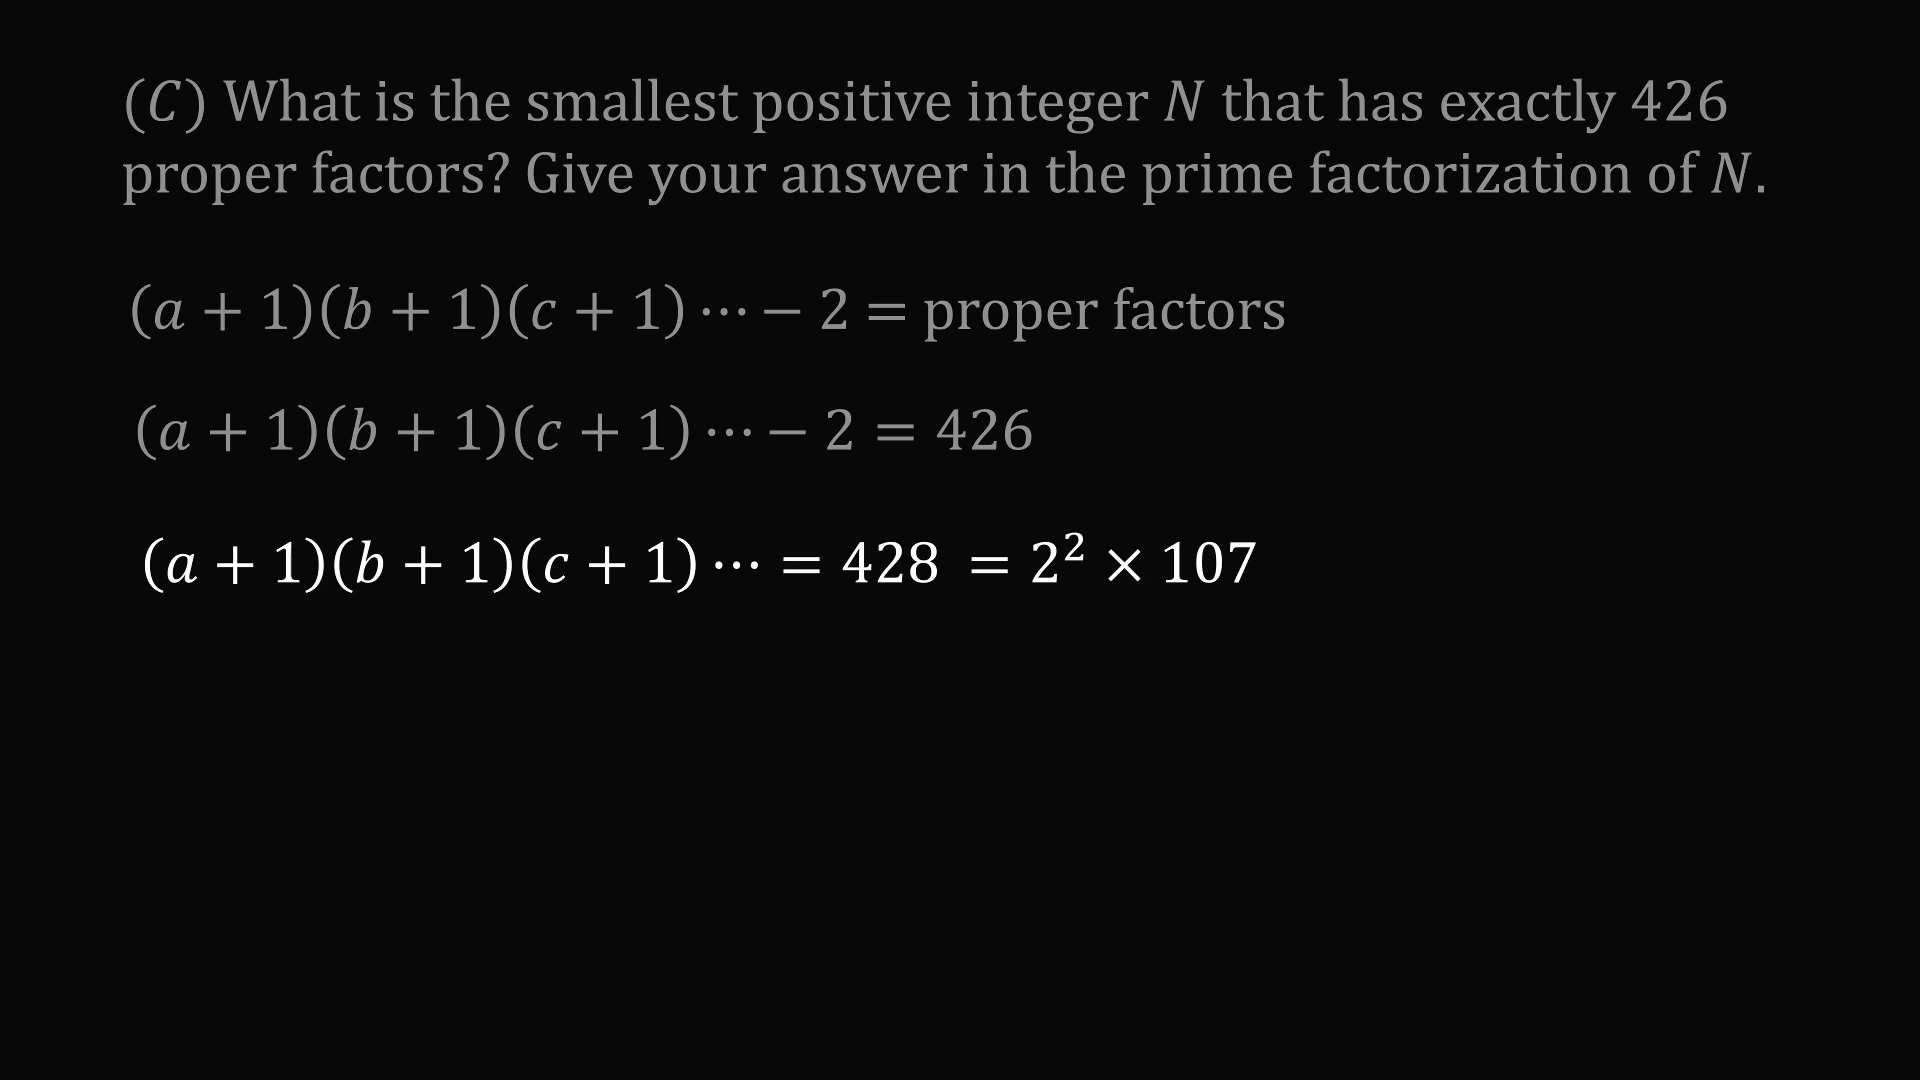 (C) What is the smallest positive integer N that has exactly 426
proper factors? Give your answer in the prime factorization of N.
(a + 1)(b + 1)(c + 1) ⋯ − 2 = proper factors
(a + 1)(b + 1)(c + 1) ⋯ − 2 = 426
(a + 1)(b + 1)(c + 1) ⋯ = 428 = 2² × 107